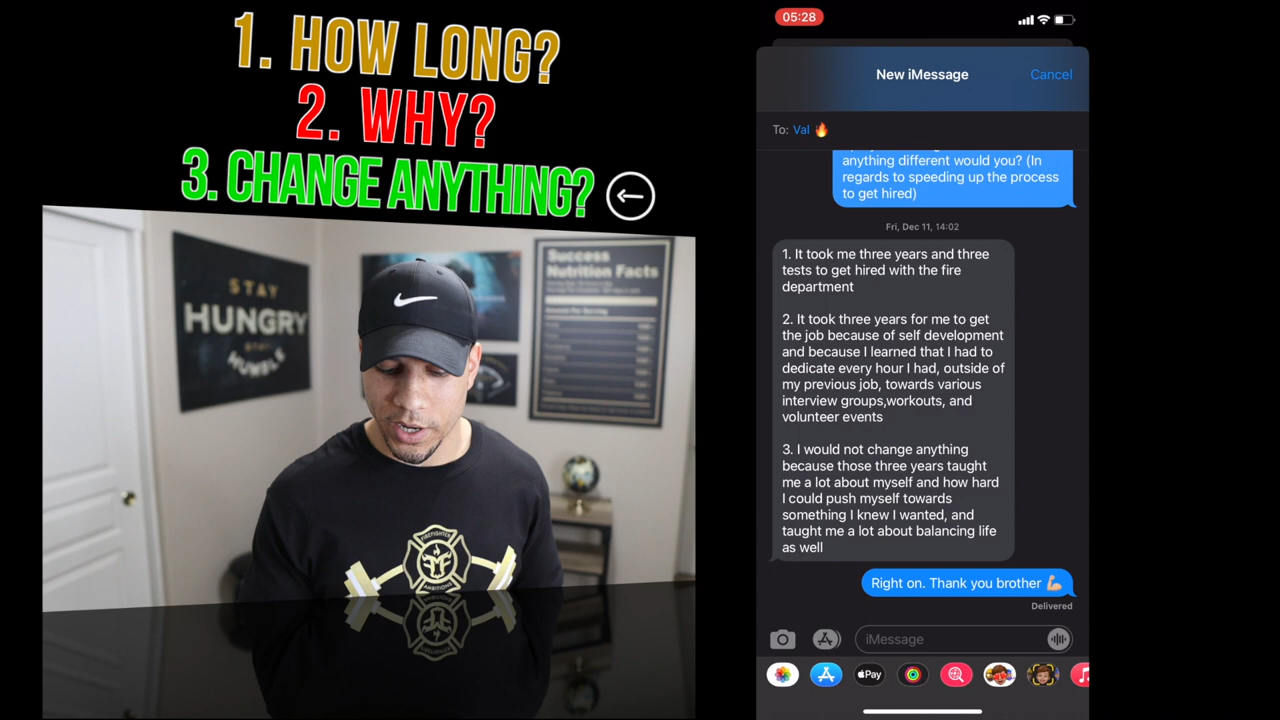 1. HOW LONG?
2. WHY?
3. CHANGE ANYTHING?
STAY
HUNGRY
STAY
HUMBLE
Success
Nutrition Facts
FIREFIGHTER
AMBITIONS
05:28
New iMessage
Cancel
To: Val 🔥
anything different would you? (In
regards to speeding up the process
to get hired)
Fri, Dec 11, 14:02
1. It took me three years and three
tests to get hired with the fire
department
2. It took three years for me to get
the job because of self development
and because I learned that I had to
dedicate every hour I had, outside of
my previous job, towards various
interview groups,workouts, and
volunteer events
3. I would not change anything
because those three years taught
me a lot about myself and how hard
I could push myself towards
something I knew I wanted, and
taught me a lot about balancing life
as well
Right on. Thank you brother 💪🏼
Delivered
iMessage
Pay